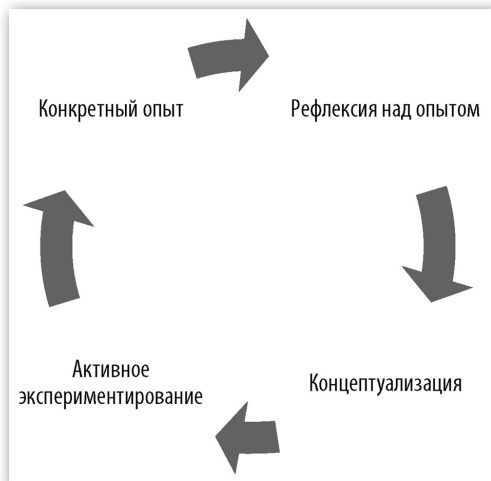 Конкретный опыт
Рефлексия над опытом
Активное
экспериментирование
Концептуализация